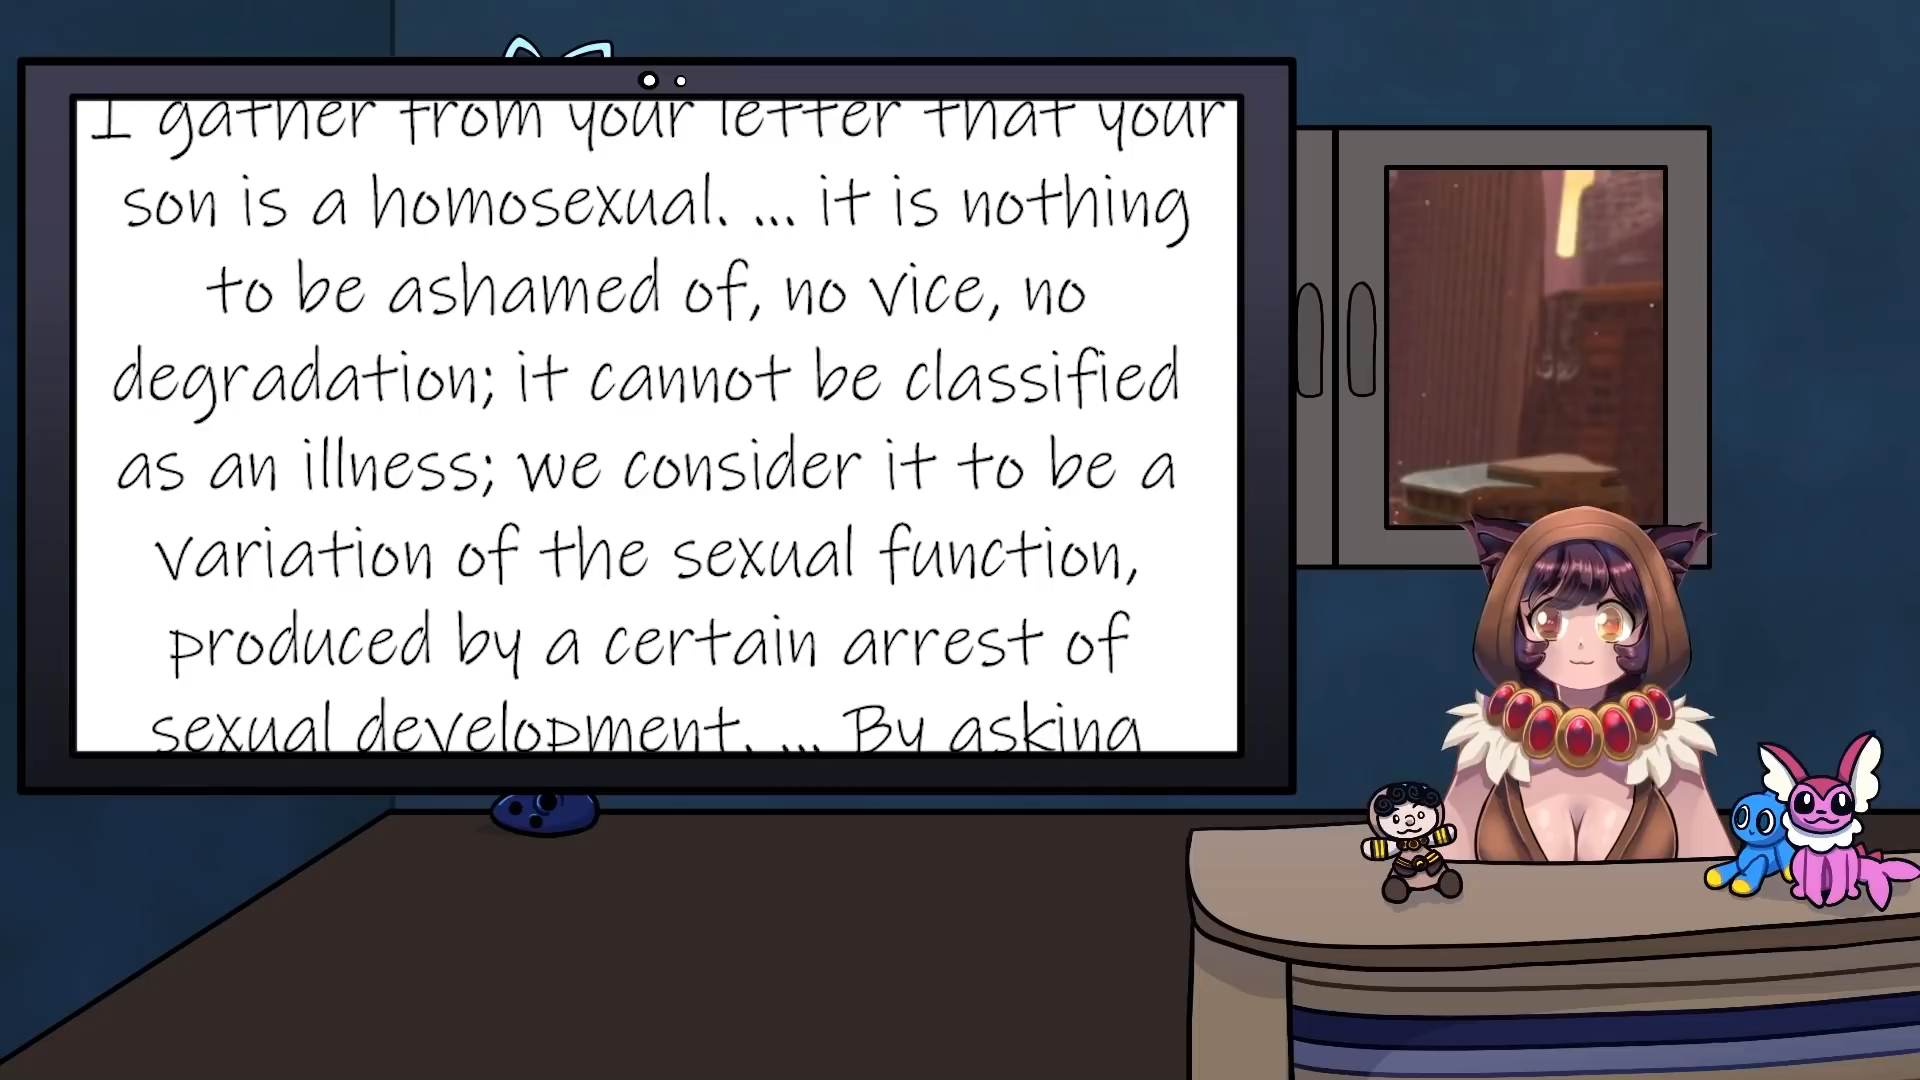 I gather from your letter that your
son is a homosexual. ... it is nothing
to be ashamed of, no vice, no
degradation; it cannot be classified
as an illness; we consider it to be a
variation of the sexual function,
produced by a certain arrest of
sexual development. ... By asking